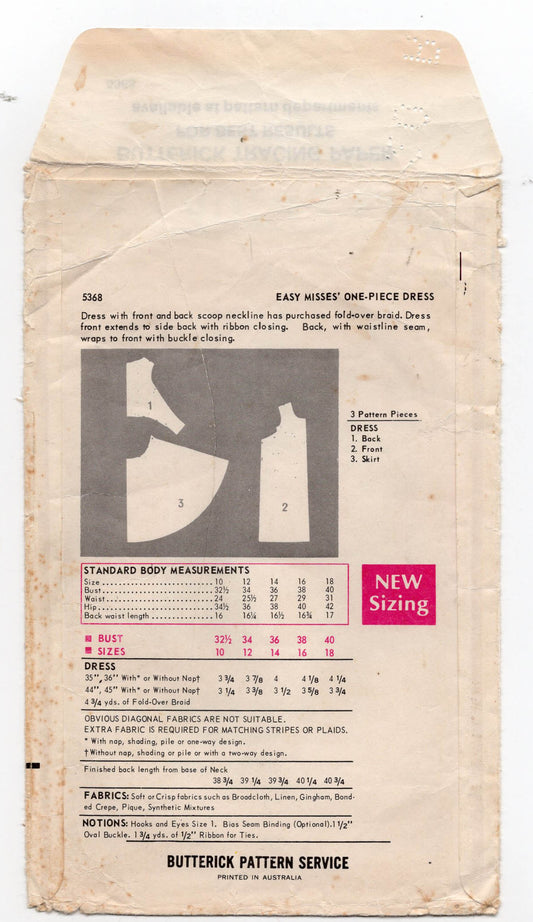 5368
available at pattern departments
FOR BEST RESULTS
BUTTERICK TRACING PAPER
5368 EASY MISSES' ONE-PIECE DRESS
Dress with front and back scoop neckline has purchased fold-over braid. Dress
front extends to side back with ribbon closing. Back, with waistline seam,
wraps to front with buckle closing.
1
3
2
3 Pattern Pieces
DRESS
1. Back
2. Front
3. Skirt
STANDARD BODY MEASUREMENTS
Size 10 12 14 16 18
Bust 32½ 34 36 38 40
Waist 24 25½ 27 29 31
Hip 34½ 36 38 40 42
Back waist length 16 16¼ 16½ 16¾ 17
NEW
Sizing
BUST 32½ 34 36 38 40
SIZES 10 12 14 16 18
DRESS
35", 36" With* or Without Nap† 3 3/4 3 7/8 4 4 1/8 4 1/4
44", 45" With* or Without Nap† 3 1/4 3 3/8 3 1/2 3 5/8 3 3/4
4 3/4 yds. of Fold-Over Braid
OBVIOUS DIAGONAL FABRICS ARE NOT SUITABLE.
EXTRA FABRIC IS REQUIRED FOR MATCHING STRIPES OR PLAIDS.
* With nap, shading, pile or one-way design.
† Without nap, shading or pile or with a two-way design.
Finished back length from base of Neck
38 3/4 39 1/4 39 3/4 40 1/4 40 3/4
FABRICS: Soft or Crisp fabrics such as Broadcloth, Linen, Gingham, Bond-
ed Crepe, Pique, Synthetic Mixtures
NOTIONS: Hooks and Eyes Size 1. Bias Seam Binding (Optional). 1 1/2"
Oval Buckle. 1 3/4 yds. of 1/2" Ribbon for Ties.
BUTTERICK PATTERN SERVICE
PRINTED IN AUSTRALIA